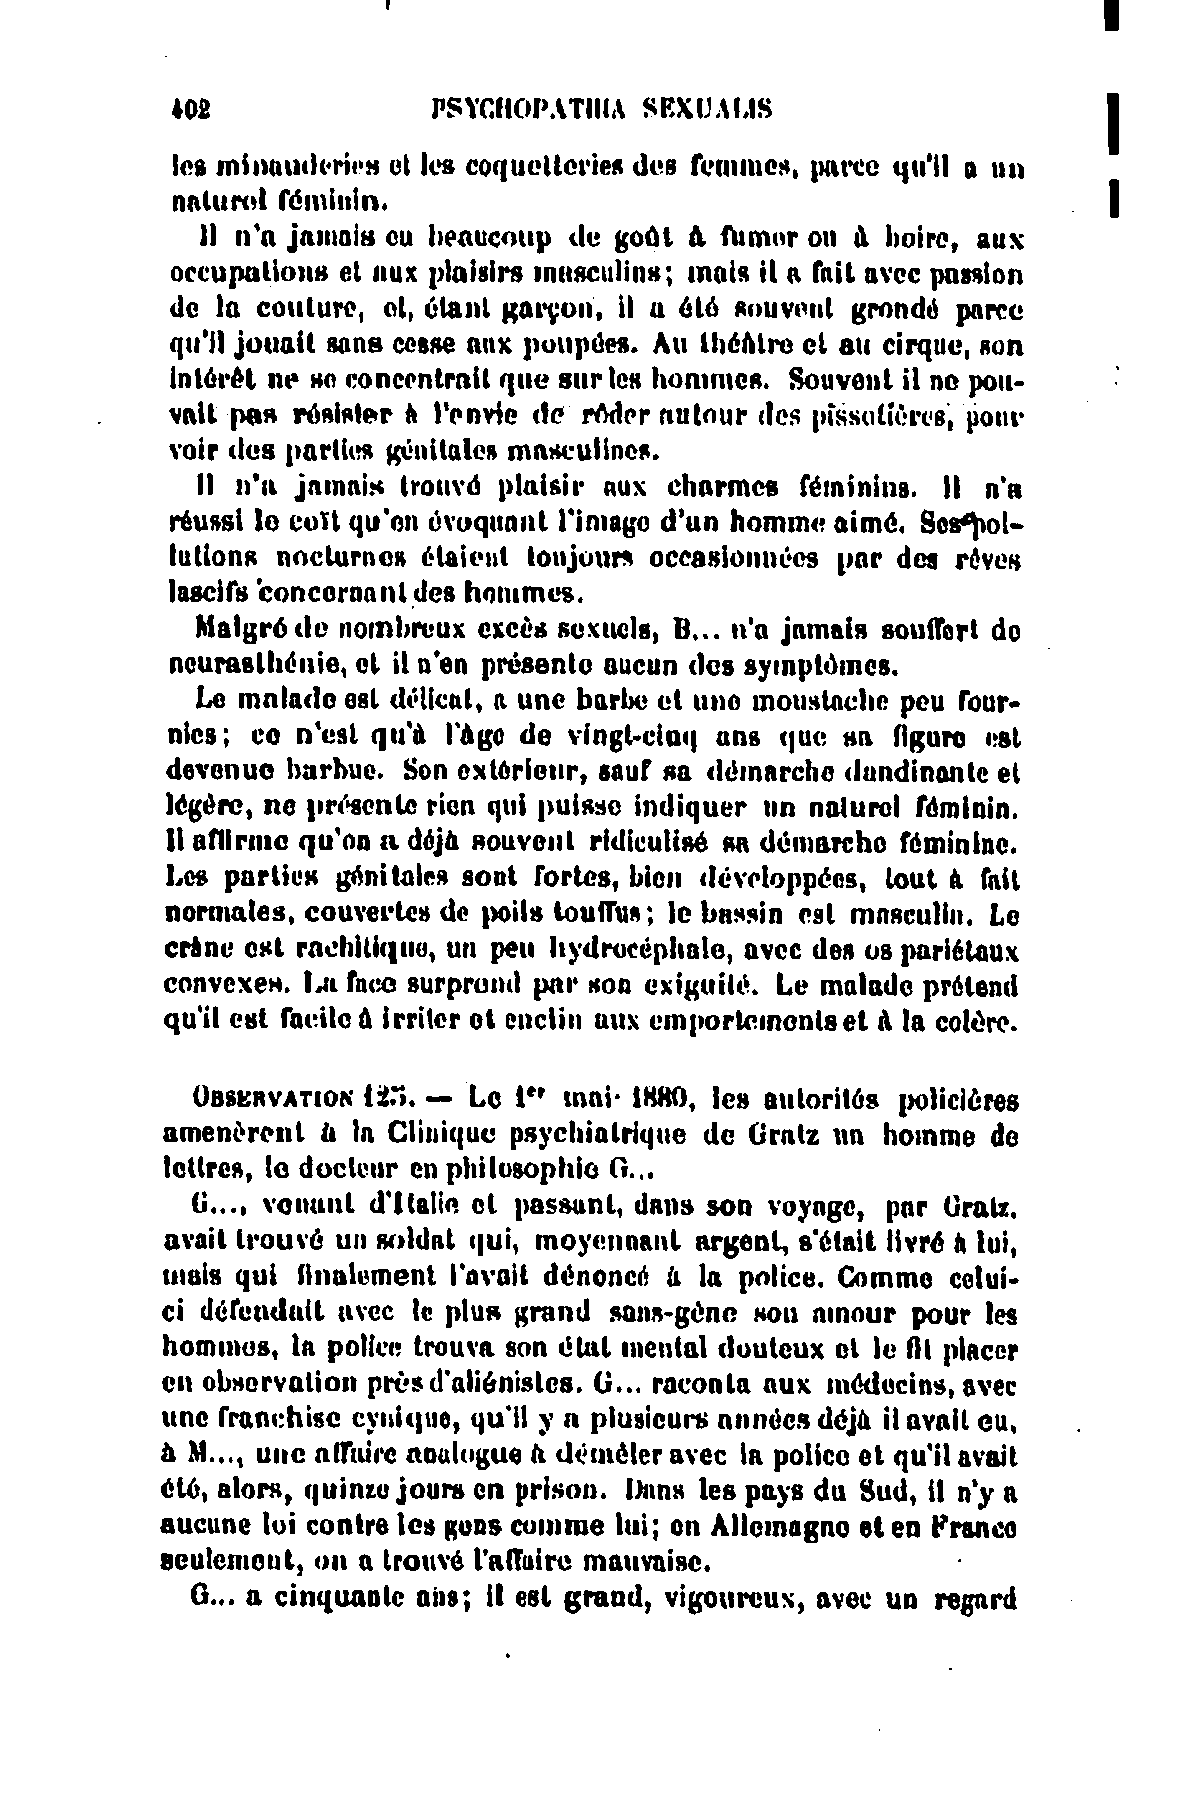 402 PSYCHOPATHIA SEXUALIS
les minauderies et les coquetteries des femmes, parce qu'il a un
naturel féminin.
Il n'a jamais eu beaucoup de goût à fumer ou à boire, aux
occupations et aux plaisirs masculins; mais il a fait avec passion
de la couture, et, étant garçon, il a été souvent grondé parce
qu'il jouait sans cesse aux poupées. Au théâtre et au cirque, son
intérêt ne se concentrait que sur les hommes. Souvent il ne pou-
vait pas résister à l'envie de rôder autour des pissotières, pour
voir des parties génitales masculines.
Il n'a jamais trouvé plaisir aux charmes féminins. Il n'a
réussi le coït qu'en évoquant l'image d'un homme aimé. Ses pol-
lutions nocturnes étaient toujours occasionnées par des rêves
lascifs concernant des hommes.
Malgré de nombreux excès sexuels, B... n'a jamais souffert de
neurasthénie, et il n'en présente aucun des symptômes.
Le malade est délicat, a une barbe et une moustache peu four-
nies; ce n'est qu'à l'âge de vingt-cinq ans que sa figure est
devenue barbue. Son extérieur, sauf sa démarche dandinante et
légère, ne présente rien qui puisse indiquer un naturel féminin.
Il affirme qu'on a déjà souvent ridiculisé sa démarche féminine.
Les parties génitales sont fortes, bien développées, tout à fait
normales, couvertes de poils touffus; le bassin est masculin. Le
crâne est rachitique, un peu hydrocéphale, avec des os pariétaux
convexes. La face surprend par son exiguité. Le malade prétend
qu'il est facile à irriter et enclin aux emportements et à la colère.
OBSERVATION 125. — Le 1er mai 1880, les autorités policières
amenèrent à la Clinique psychiatrique de Gratz un homme de
lettres, le docteur en philosophie G...
G..., venant d'Italie et passant, dans son voyage, par Gratz.
avait trouvé un soldat qui, moyennant argent, s'était livré à lui,
mais qui finalement l'avait dénoncé à la police. Comme celui-
ci défendait avec le plus grand sans-gêne son amour pour les
hommes, la police trouva son état mental douteux et le fit placer
en observation près d'aliénistes. G... raconta aux médecins, avec
une franchise cynique, qu'il y a plusieurs années déjà il avait eu,
à M..., une affaire analogue à démêler avec la police et qu'il avait
été, alors, quinze jours en prison. Dans les pays du Sud, il n'y a
aucune loi contre les gens comme lui; en Allemagne et en France
seulement, on a trouvé l'affaire mauvaise.
G... a cinquante ans; il est grand, vigoureux, avec un regard